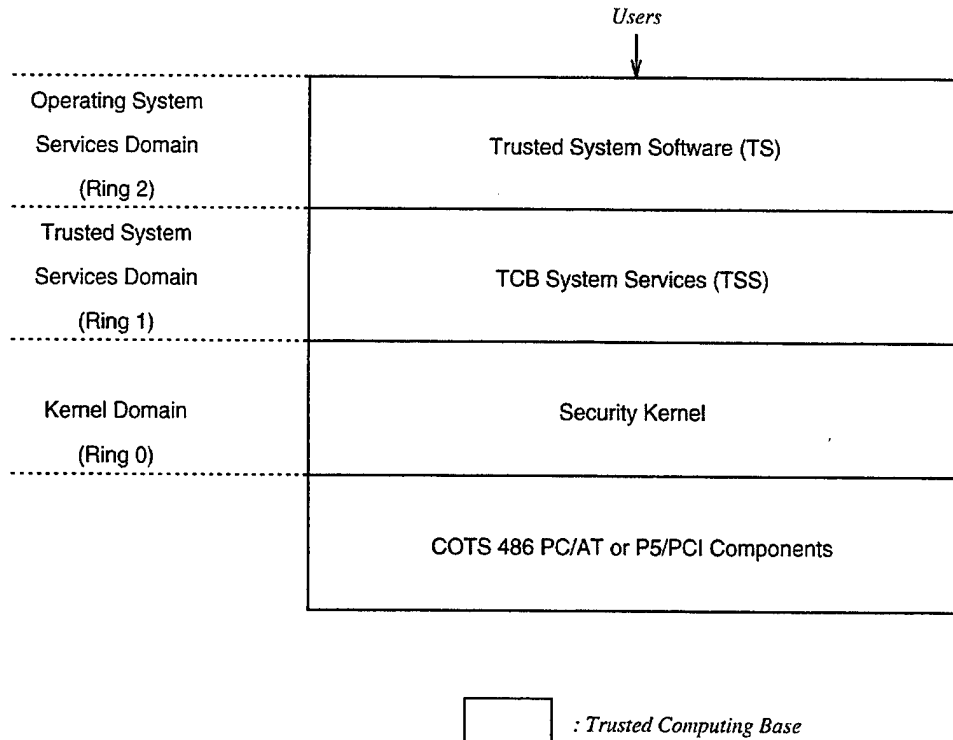 Users
Operating System
Services Domain
(Ring 2)
Trusted System Software (TS)
Trusted System
Services Domain
(Ring 1)
TCB System Services (TSS)
Kernel Domain
(Ring 0)
Security Kernel
COTS 486 PC/AT or P5/PCI Components
: Trusted Computing Base